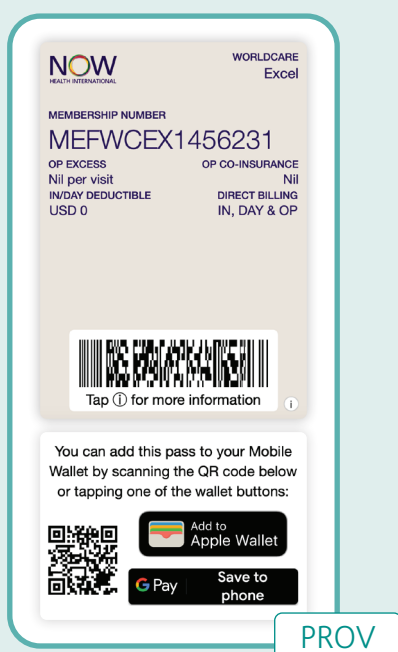 NOW
HEALTH INTERNATIONAL
WORLDCARE
Excel
MEMBERSHIP NUMBER
MEFWCEX1456231
OP EXCESS
Nil per visit
OP CO-INSURANCE
Nil
IN/DAY DEDUCTIBLE
USD 0
DIRECT BILLING
IN, DAY & OP
Tap ⓘ for more information
You can add this pass to your Mobile
Wallet by scanning the QR code below
or tapping one of the wallet buttons:
Add to
Apple Wallet
G Pay
Save to
phone
PROV